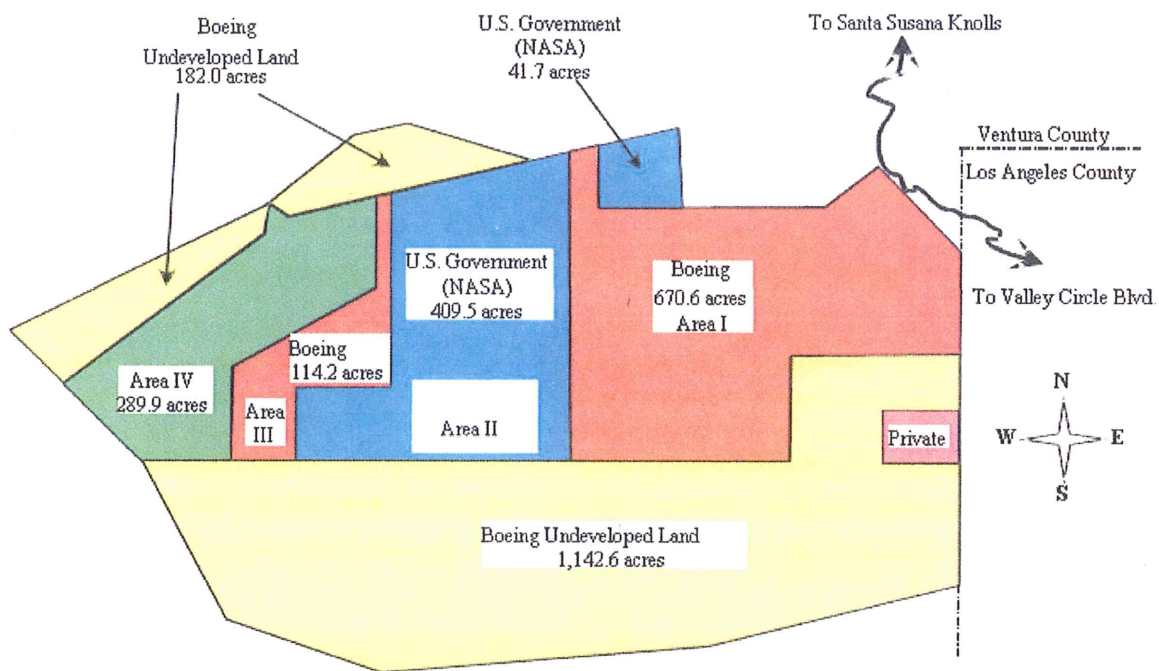 Boeing
Undeveloped Land
182.0 acres
U.S. Government
(NASA)
41.7 acres
To Santa Susana Knolls
Ventura County
Los Angeles County
To Valley Circle Blvd.
U.S. Government
(NASA)
409.5 acres
Boeing
670.6 acres
Area I
Boeing
114.2 acres
Area IV
289.9 acres
Area
III
Area II
Private
N
W
E
S
Boeing Undeveloped Land
1,142.6 acres